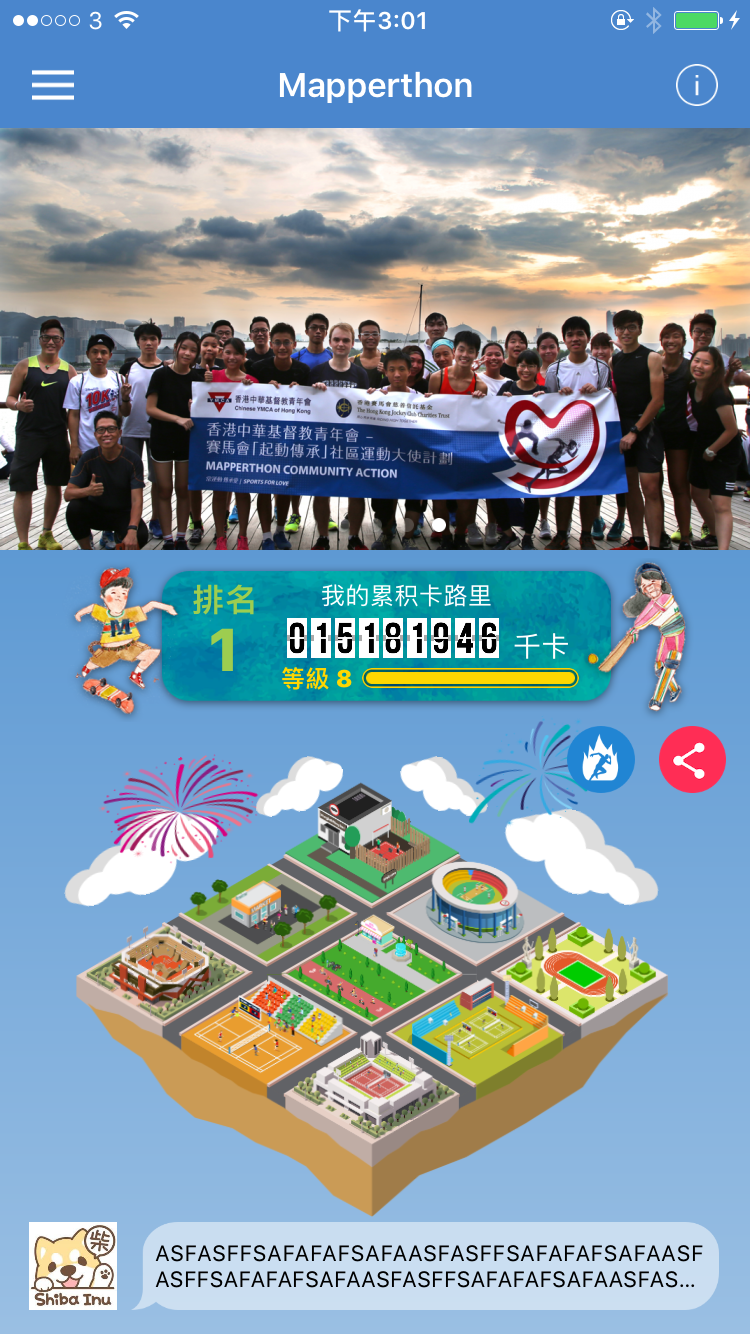 3
下午3:01
Mapperthon
i
YMCA
香港中華基督教青年會
Chinese YMCA of Hong Kong
香港賽馬會慈善信託基金
The Hong Kong Jockey Club Charities Trust
香港中華基督教青年會 –
賽馬會「起動傳承」社區運動大使計劃
MAPPERTHON COMMUNITY ACTION
SPORTS FOR LOVE
10K
排名
1
我的累积卡路里
015181946 千卡
等級 8
M
柴
Shiba Inu
ASFASFFSAFAFAFSAFAASFASFFSAFAFAFSAFAASF
ASFFSAFAFAFSAFAASFASFFSAFAFAFSAFAASFAS...